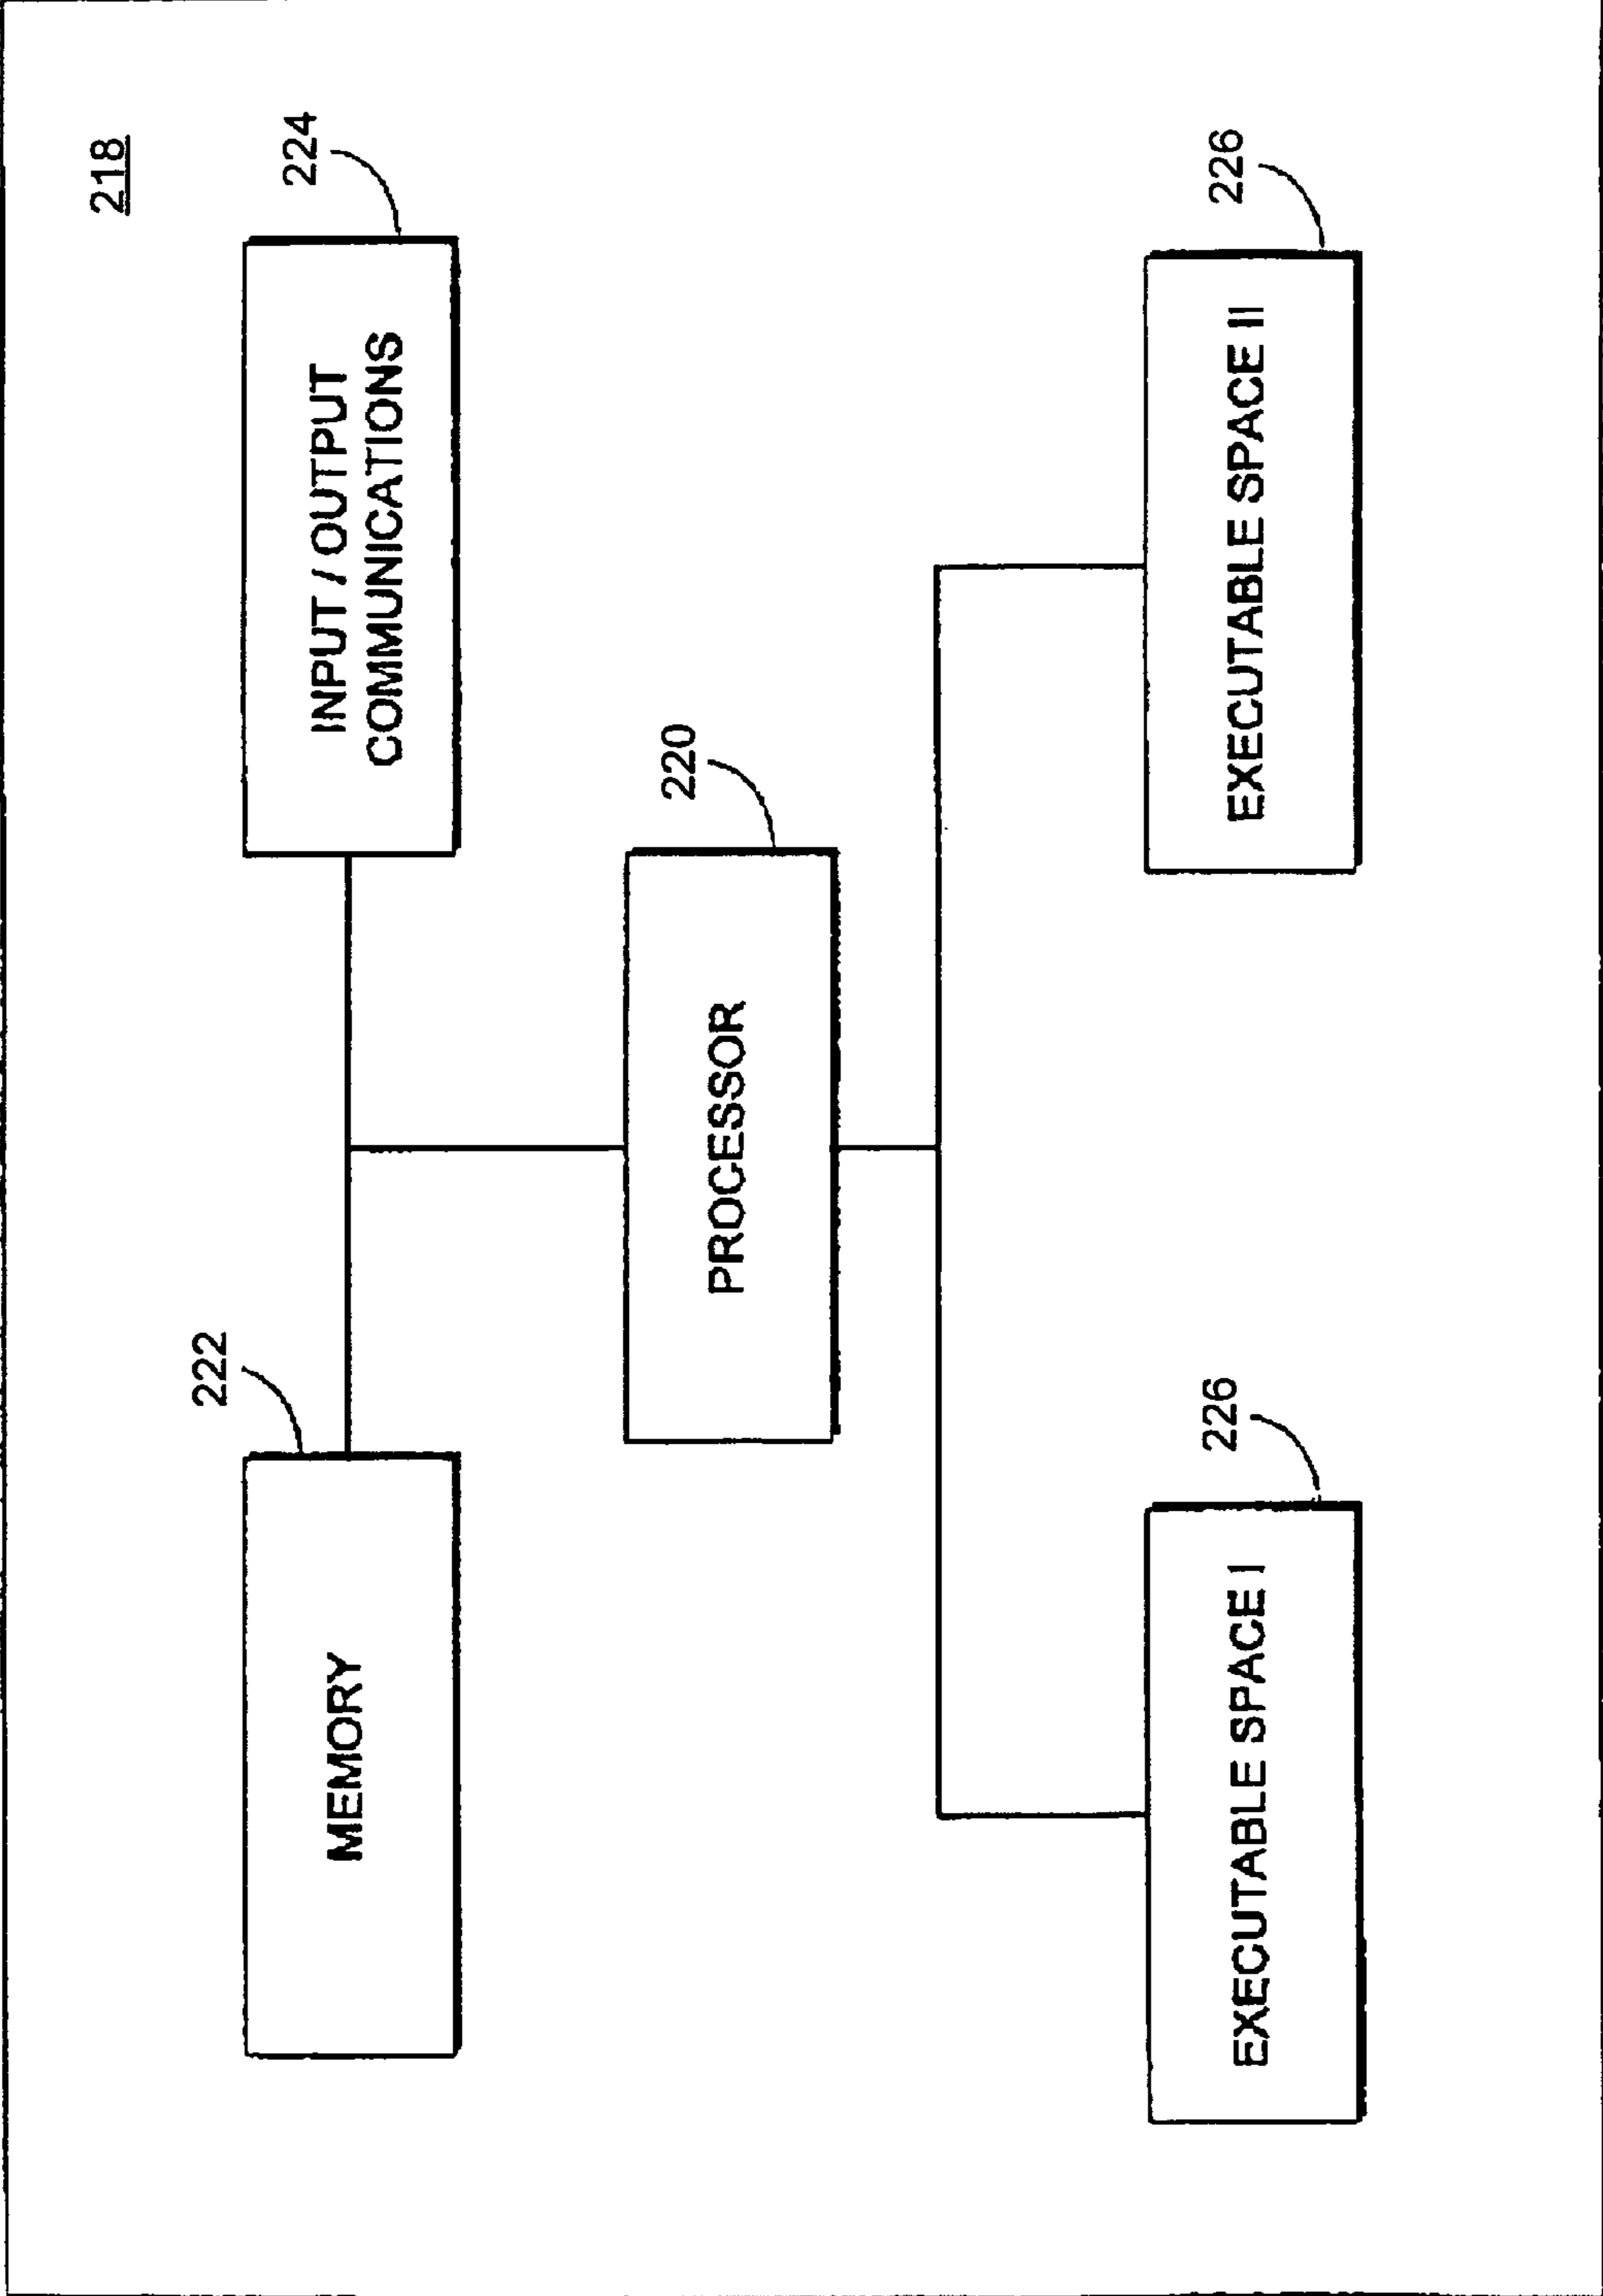 218
222
224
MEMORY
INPUT / OUTPUT
COMMUNICATIONS
220
PROCESSOR
226
226
EXECUTABLE SPACE I
EXECUTABLE SPACE II